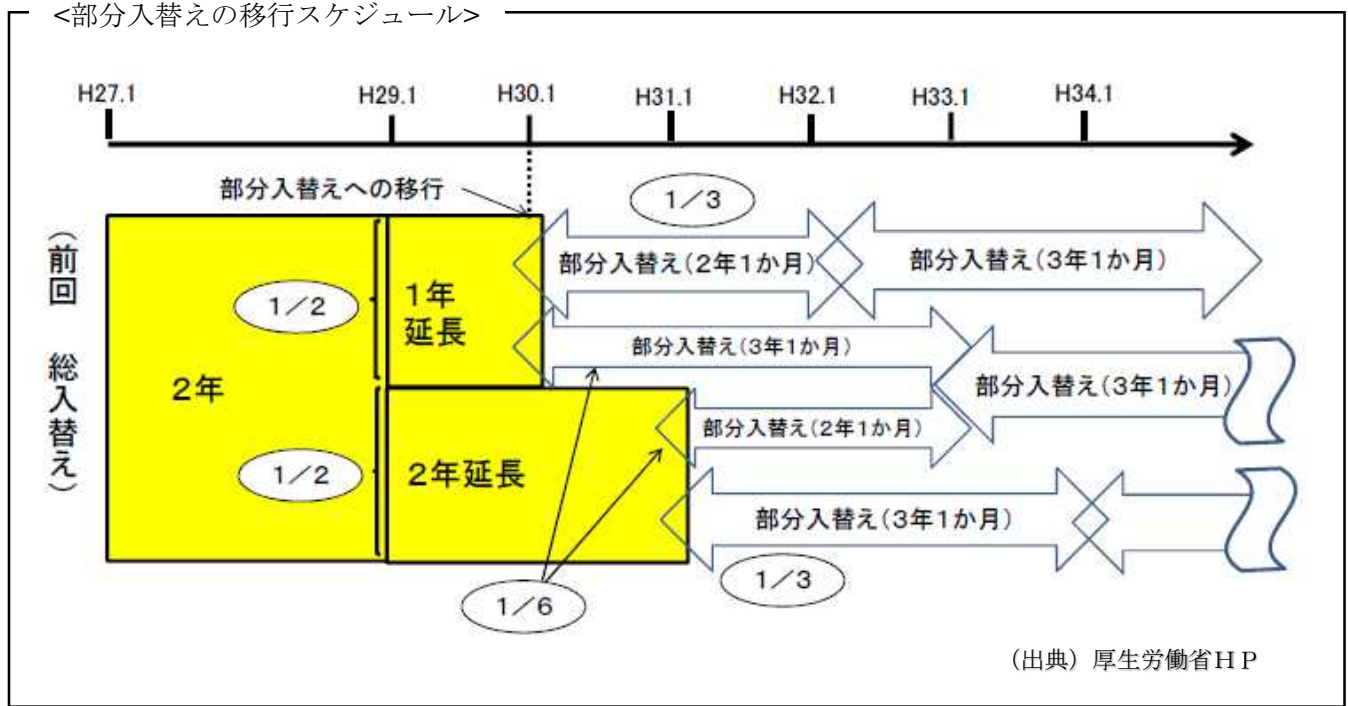 <部分入替えの移行スケジュール>
H27.1 H29.1 H30.1 H31.1 H32.1 H33.1 H34.1
部分入替えへの移行
1/3
(前回 総入替え)
2年
1/2
1年
延長
部分入替え(2年1か月)
部分入替え(3年1か月)
部分入替え(3年1か月)
部分入替え(3年1か月)
1/2
2年延長
部分入替え(2年1か月)
部分入替え(3年1か月)
1/6
1/3
(出典)厚生労働省HP